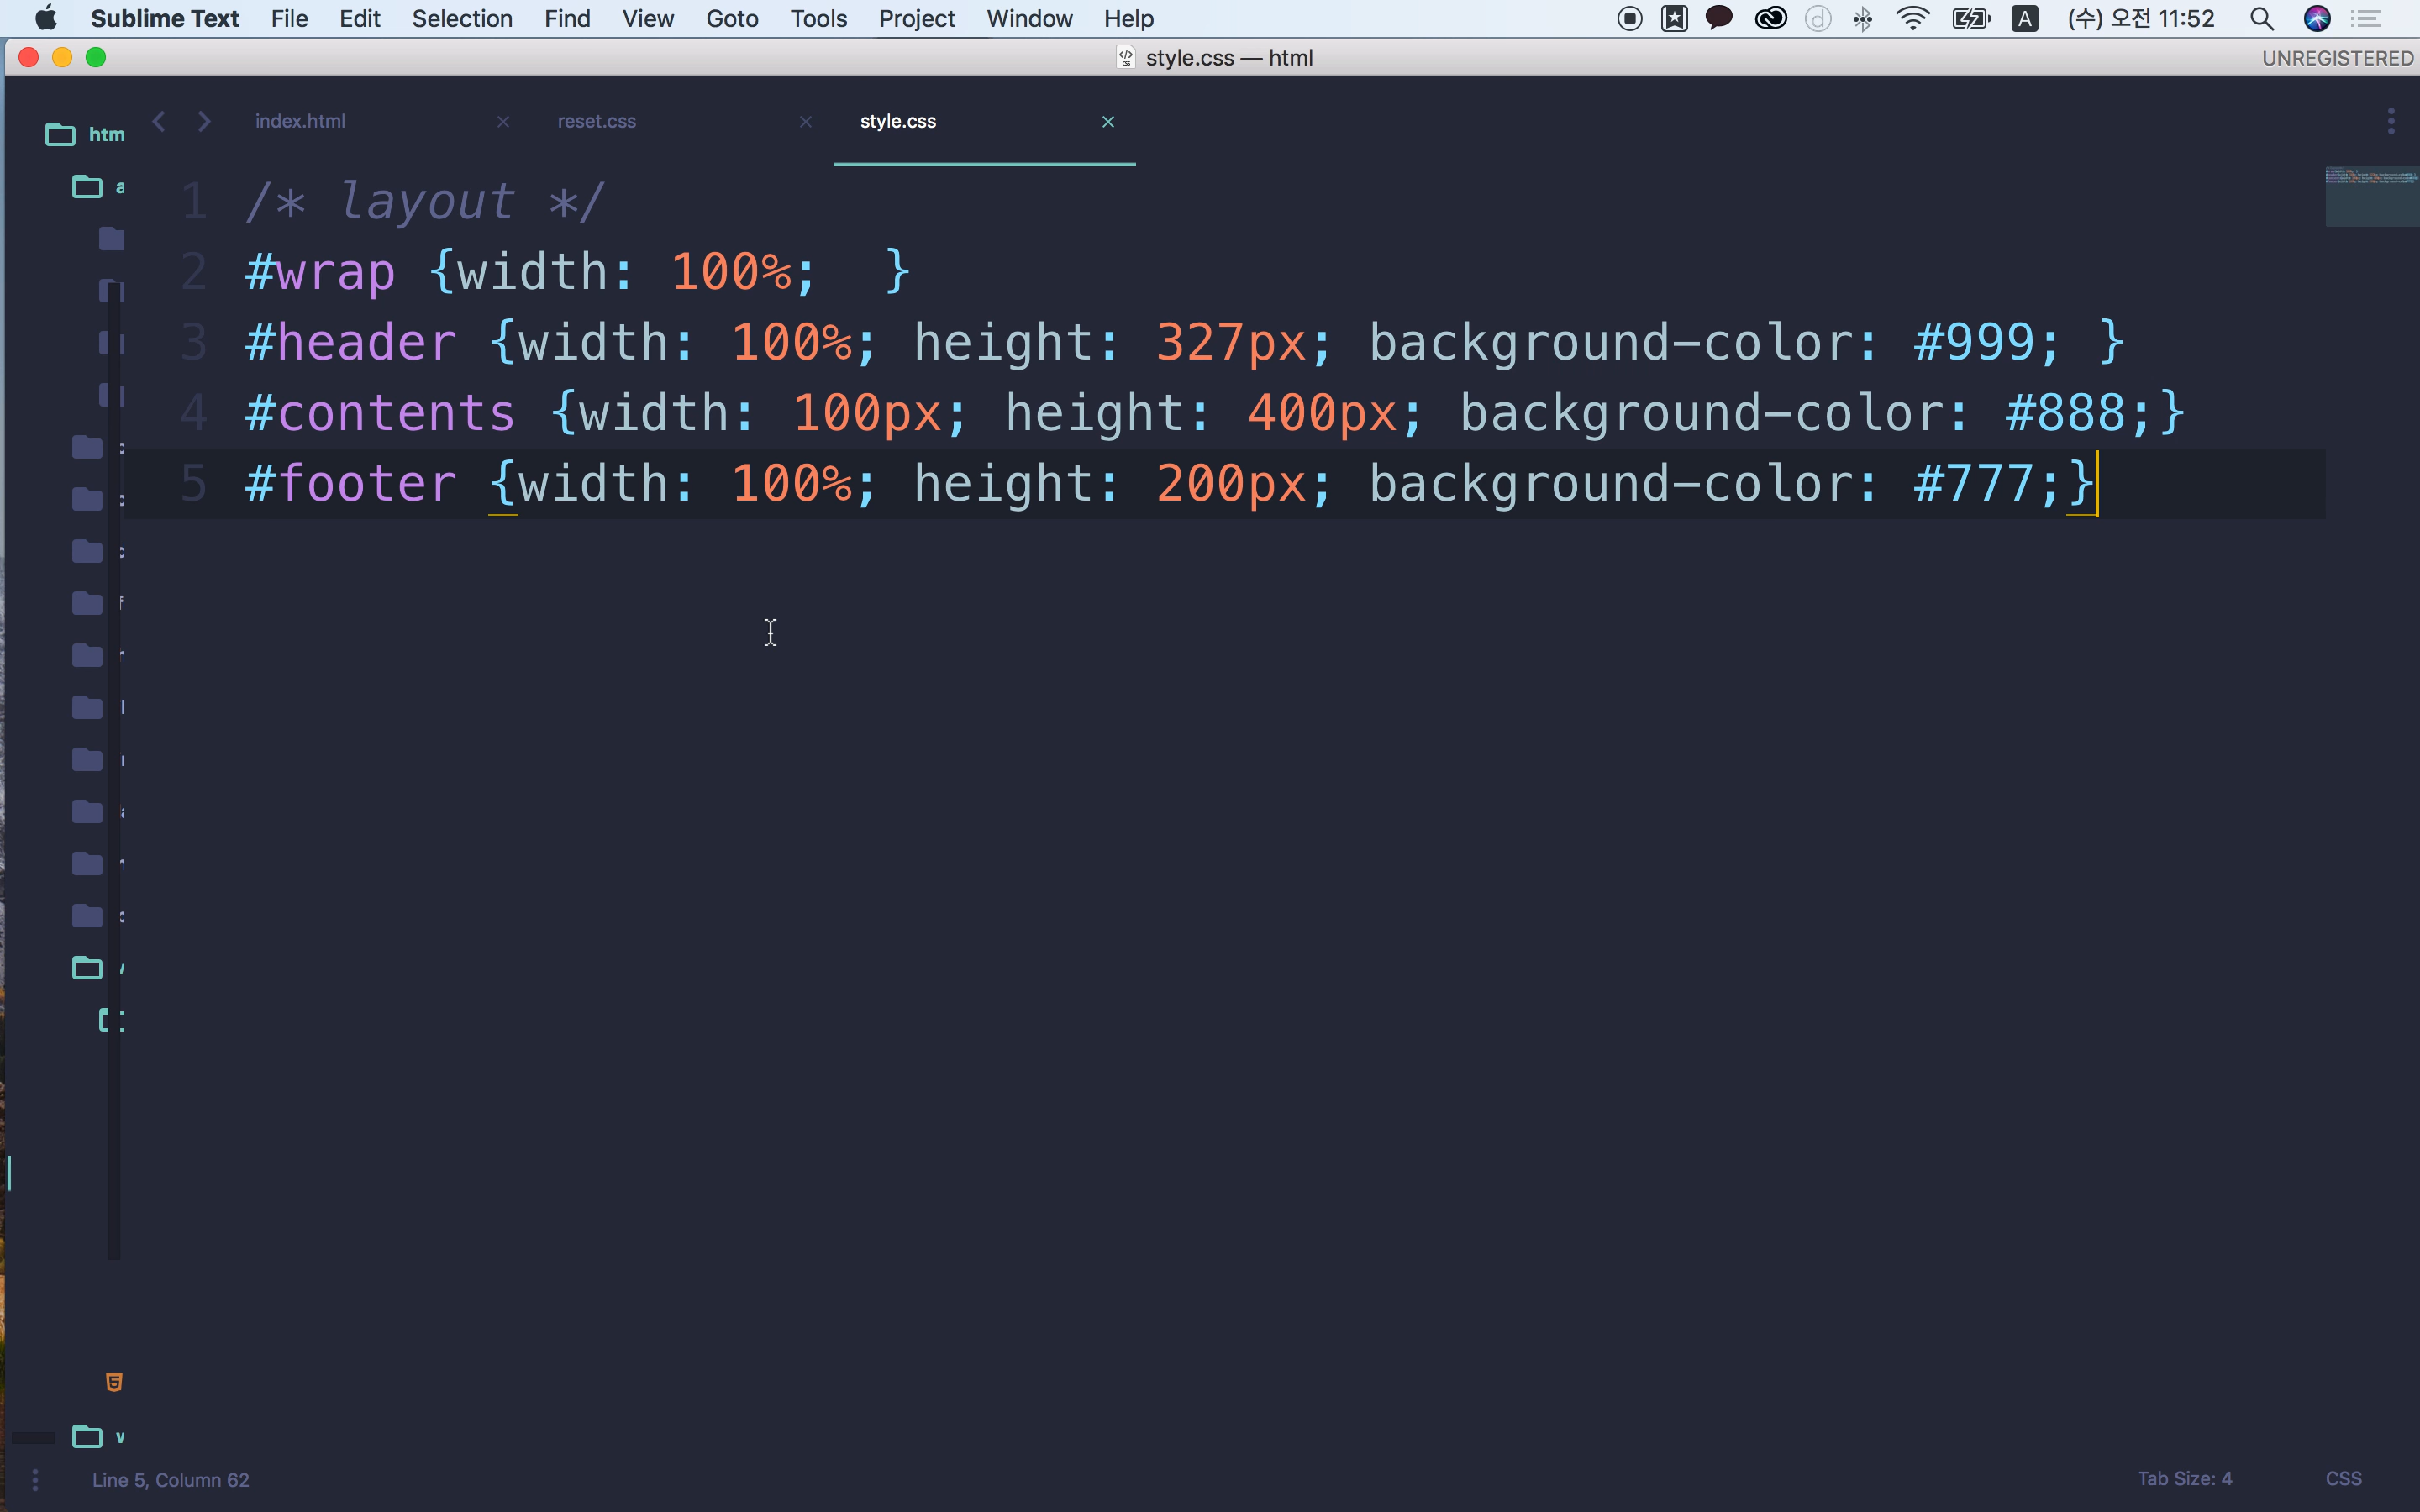 Sublime Text File Edit Selection Find View Goto Tools Project Window Help A (수) 오전 11:52
style.css — html UNREGISTERED
index.html reset.css style.css
htm
1 /* layout */
2 #wrap {width: 100%;  }
3 #header {width: 100%; height: 327px; background-color: #999; }
4 #contents {width: 100px; height: 400px; background-color: #888;}
5 #footer {width: 100%; height: 200px; background-color: #777;}
Line 5, Column 62 Tab Size: 4 CSS